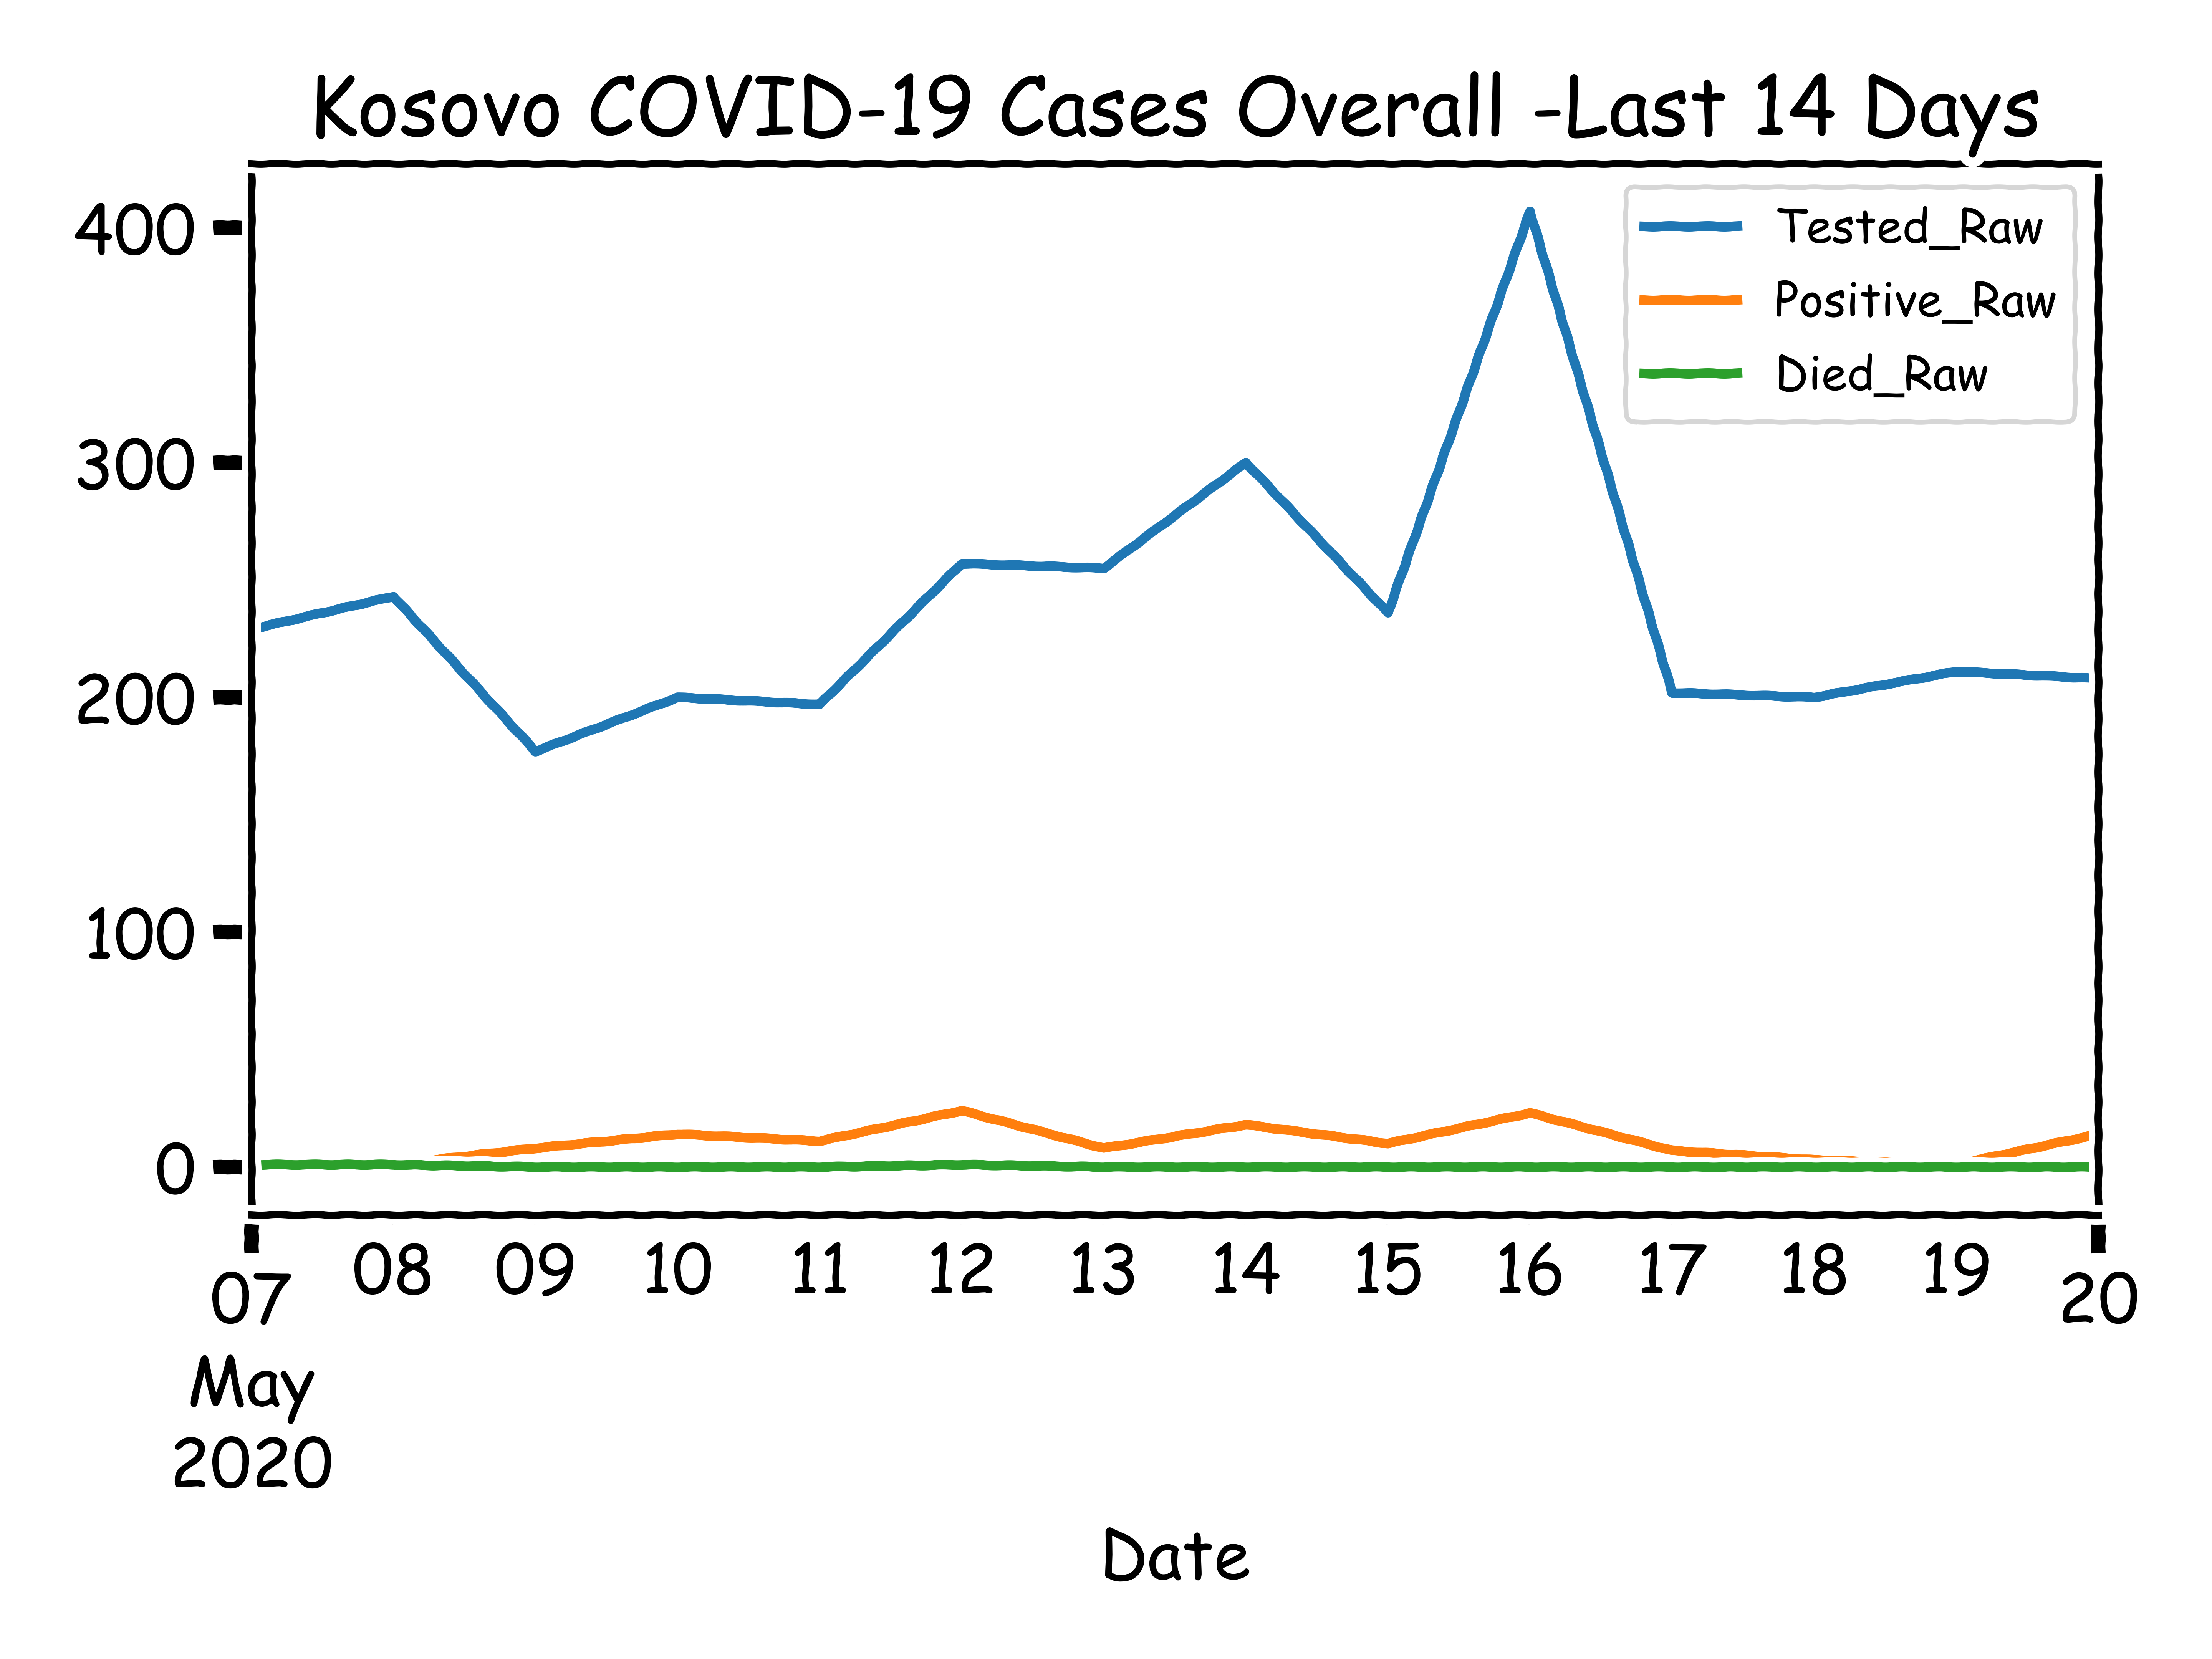 Kosovo COVID-19 Cases Overall -Last 14 Days
400
300
200
100
0
Tested_Raw
Positive_Raw
Died_Raw
07 08 09 10 11 12 13 14 15 16 17 18 19 20
May
2020
Date